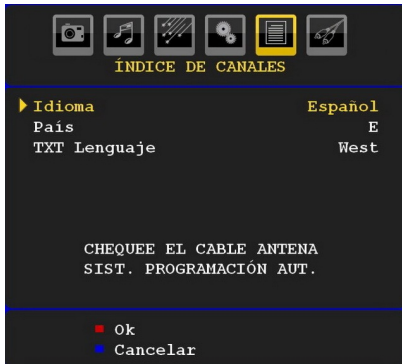 ÍNDICE DE CANALES
Idioma Español
País E
TXT Lenguaje West
CHEQUEE EL CABLE ANTENA
SIST. PROGRAMACIÓN AUT.
Ok
Cancelar